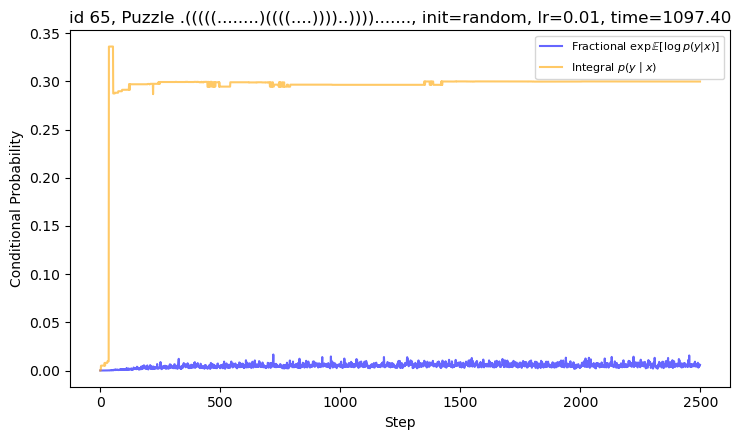 id 65, Puzzle .(((((........)((((....))))..))))......., init=random, lr=0.01, time=1097.40
Fractional exp𝔼[log p(y|x)]
Integral p(y | x)
Conditional Probability
0.35
0.30
0.25
0.20
0.15
0.10
0.05
0.00
0
500
1000
1500
2000
2500
Step